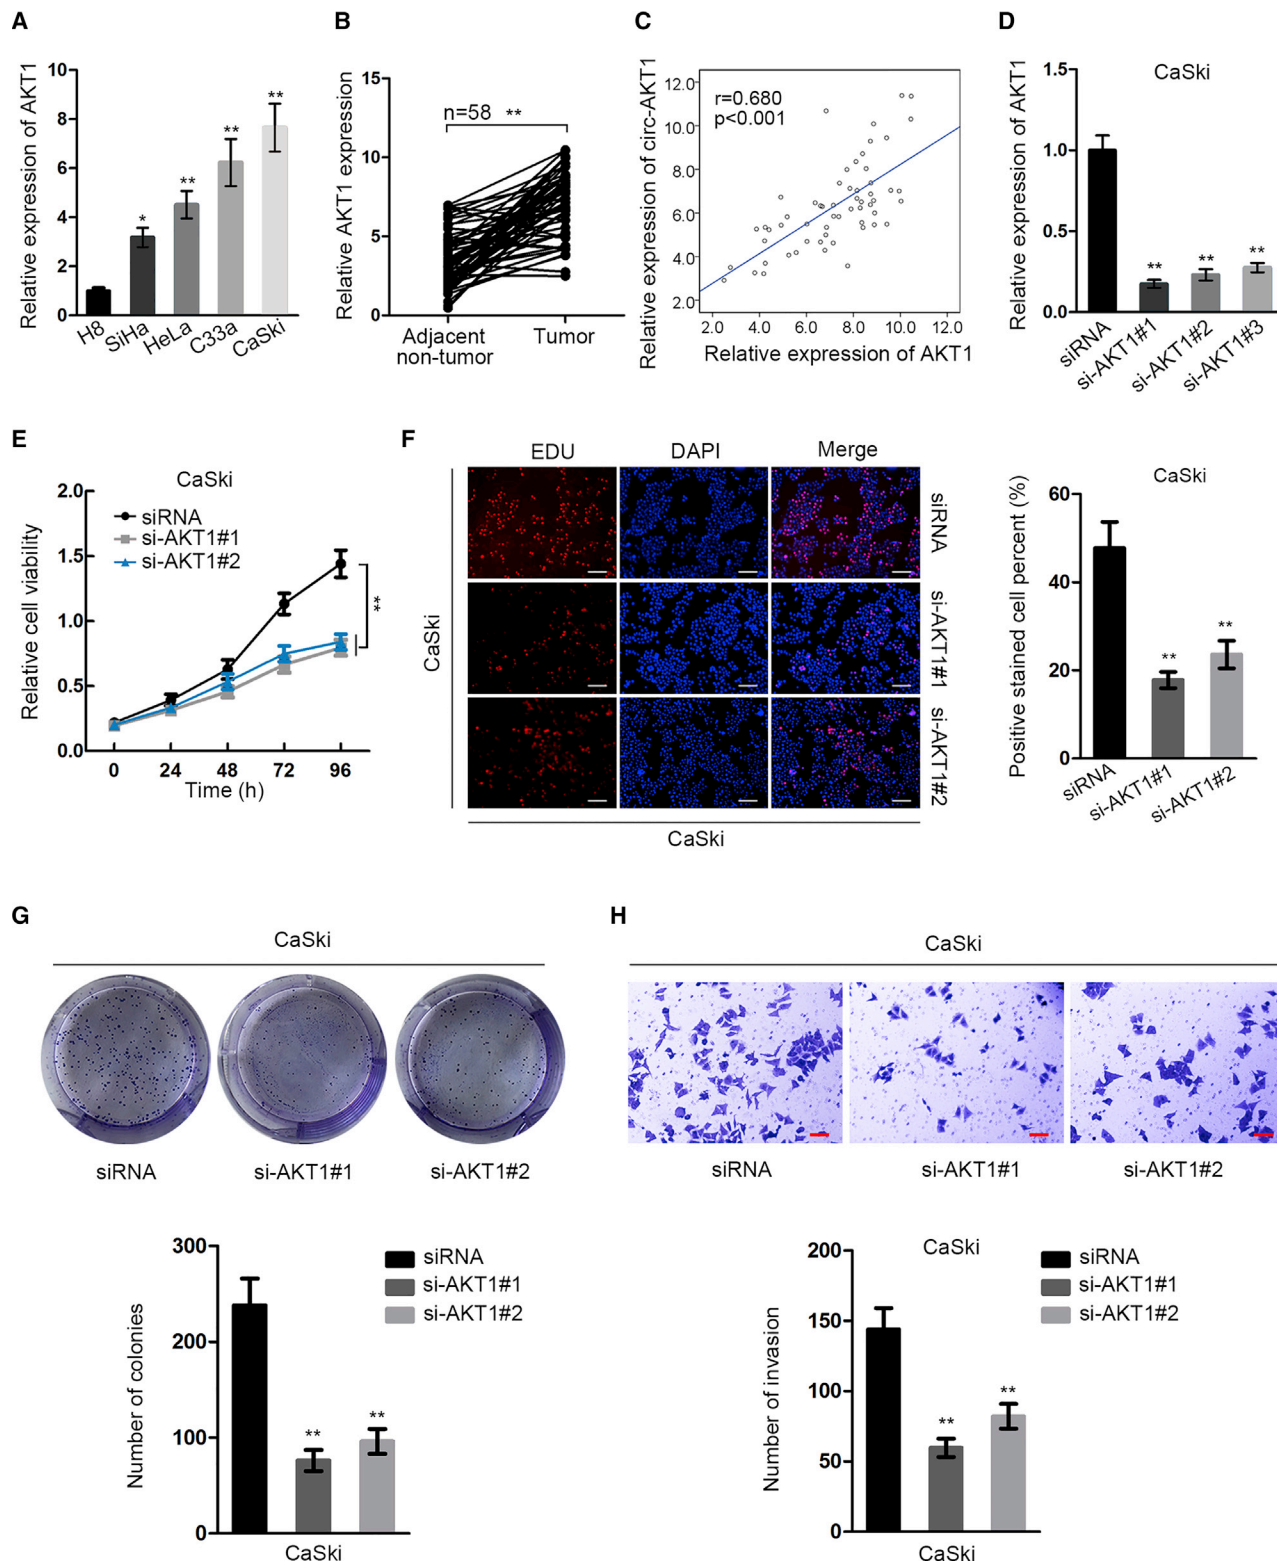 A
Relative expression of AKT1
10
8
6
4
2
0
*
**
**
**
H8
SiHa
HeLa
C33a
CaSki
B
Relative AKT1 expression
15
10
5
0
n=58 **
Adjacent
non-tumor
Tumor
C
Relative expression of circ-AKT1
12.0
10.0
8.0
6.0
4.0
2.0
r=0.680
p<0.001
2.0 4.0 6.0 8.0 10.0 12.0
Relative expression of AKT1
D
CaSki
Relative expression of AKT1
1.5
1.0
0.5
0.0
**
**
**
siRNA
si-AKT1#1
si-AKT1#2
si-AKT1#3
E
CaSki
Relative cell viability
2.0
1.5
1.0
0.5
0.0
siRNA
si-AKT1#1
si-AKT1#2
**
0 24 48 72 96
Time (h)
F
EDU DAPI Merge
CaSki
siRNA
si-AKT1#1
si-AKT1#2
CaSki
CaSki
Positive stained cell percent (%)
60
40
20
0
**
**
siRNA
si-AKT1#1
si-AKT1#2
G
CaSki
siRNA si-AKT1#1 si-AKT1#2
Number of colonies
300
200
100
0
**
**
siRNA
si-AKT1#1
si-AKT1#2
CaSki
H
CaSki
siRNA si-AKT1#1 si-AKT1#2
CaSki
Number of invasion
200
150
100
50
0
**
**
siRNA
si-AKT1#1
si-AKT1#2
CaSki